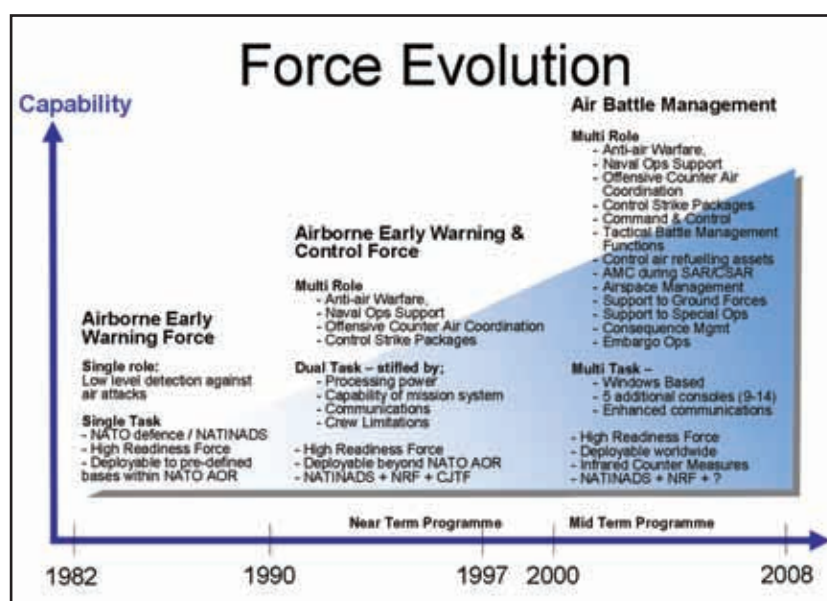 Force Evolution
Capability
Airborne Early
Warning Force
Single role:
Low level detection against
air attacks
Single Task
- NATO defence / NATINADS
- High Readiness Force
- Deployable to pre-defined
bases within NATO AOR
Airborne Early Warning &
Control Force
Multi Role
- Anti-air Warfare,
- Naval Ops Support
- Offensive Counter Air Coordination
- Control Strike Packages
Dual Task – stifled by;
- Processing power
- Capability of mission system
- Communications
- Crew Limitations
- High Readiness Force
- Deployable beyond NATO AOR
- NATINADS + NRF + CJTF
Air Battle Management
Multi Role
- Anti-air Warfare,
- Naval Ops Support
- Offensive Counter Air
Coordination
- Control Strike Packages
- Command & Control
- Tactical Battle Management
Functions
- Control air refuelling assets
- AMC during SAR/CSAR
- Airspace Management
- Support to Ground Forces
- Support to Special Ops
- Consequence Mgmt
- Embargo Ops
Multi Task –
- Windows Based
- 5 additional consoles (9-14)
- Enhanced communications
- High Readiness Force
- Deployable worldwide
- Infrared Counter Measures
- NATINADS + NRF + ?
Near Term Programme
Mid Term Programme
1982
1990
1997
2000
2008